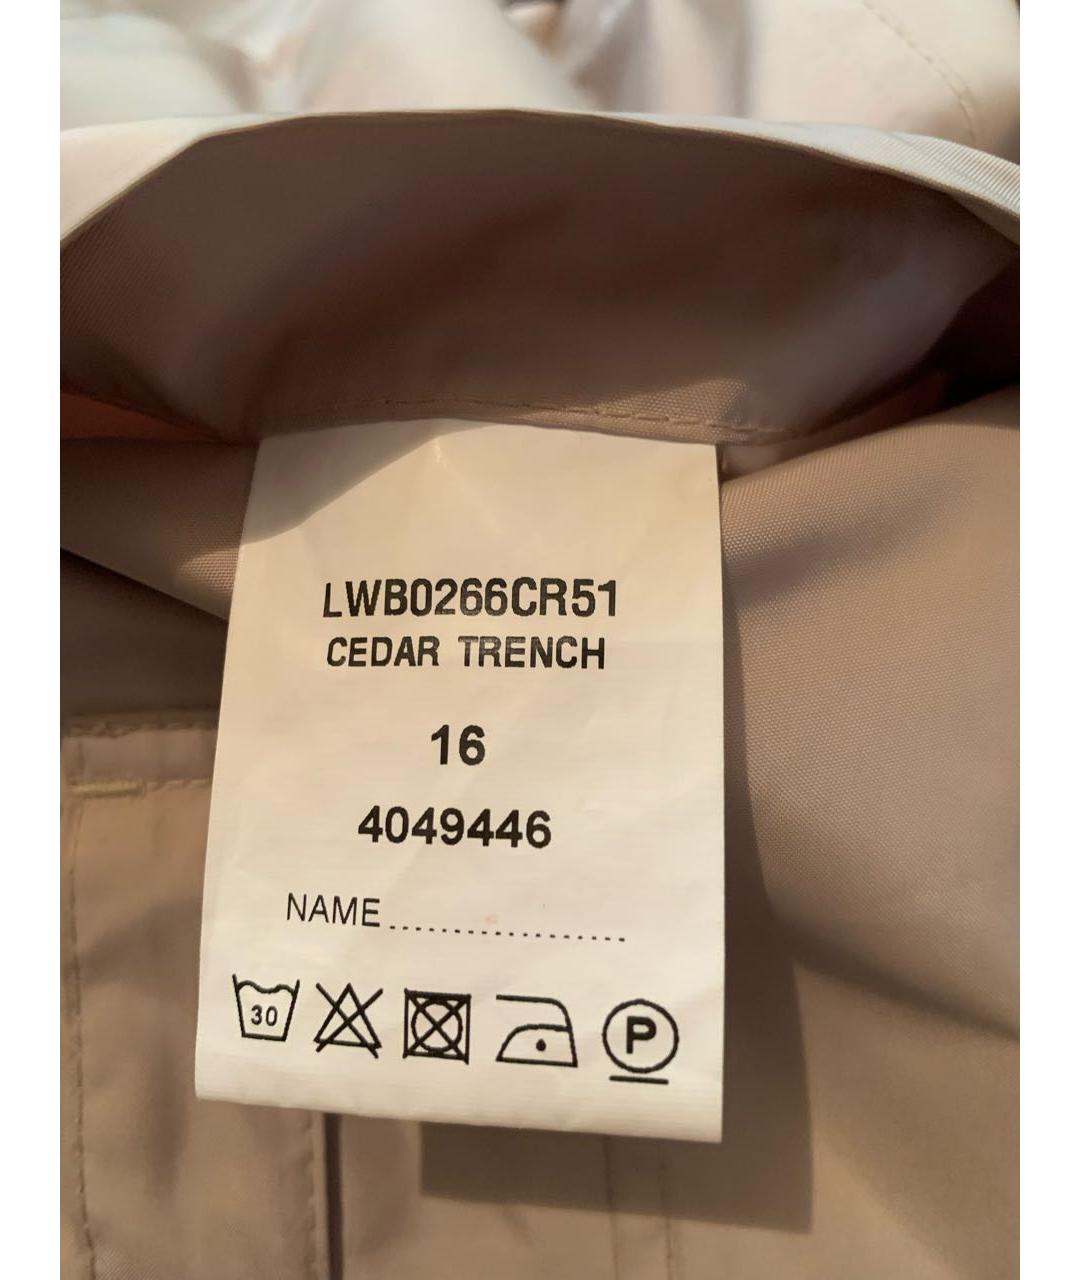 LWB0266CR51
CEDAR TRENCH
16
4049446
NAME...................
30
P